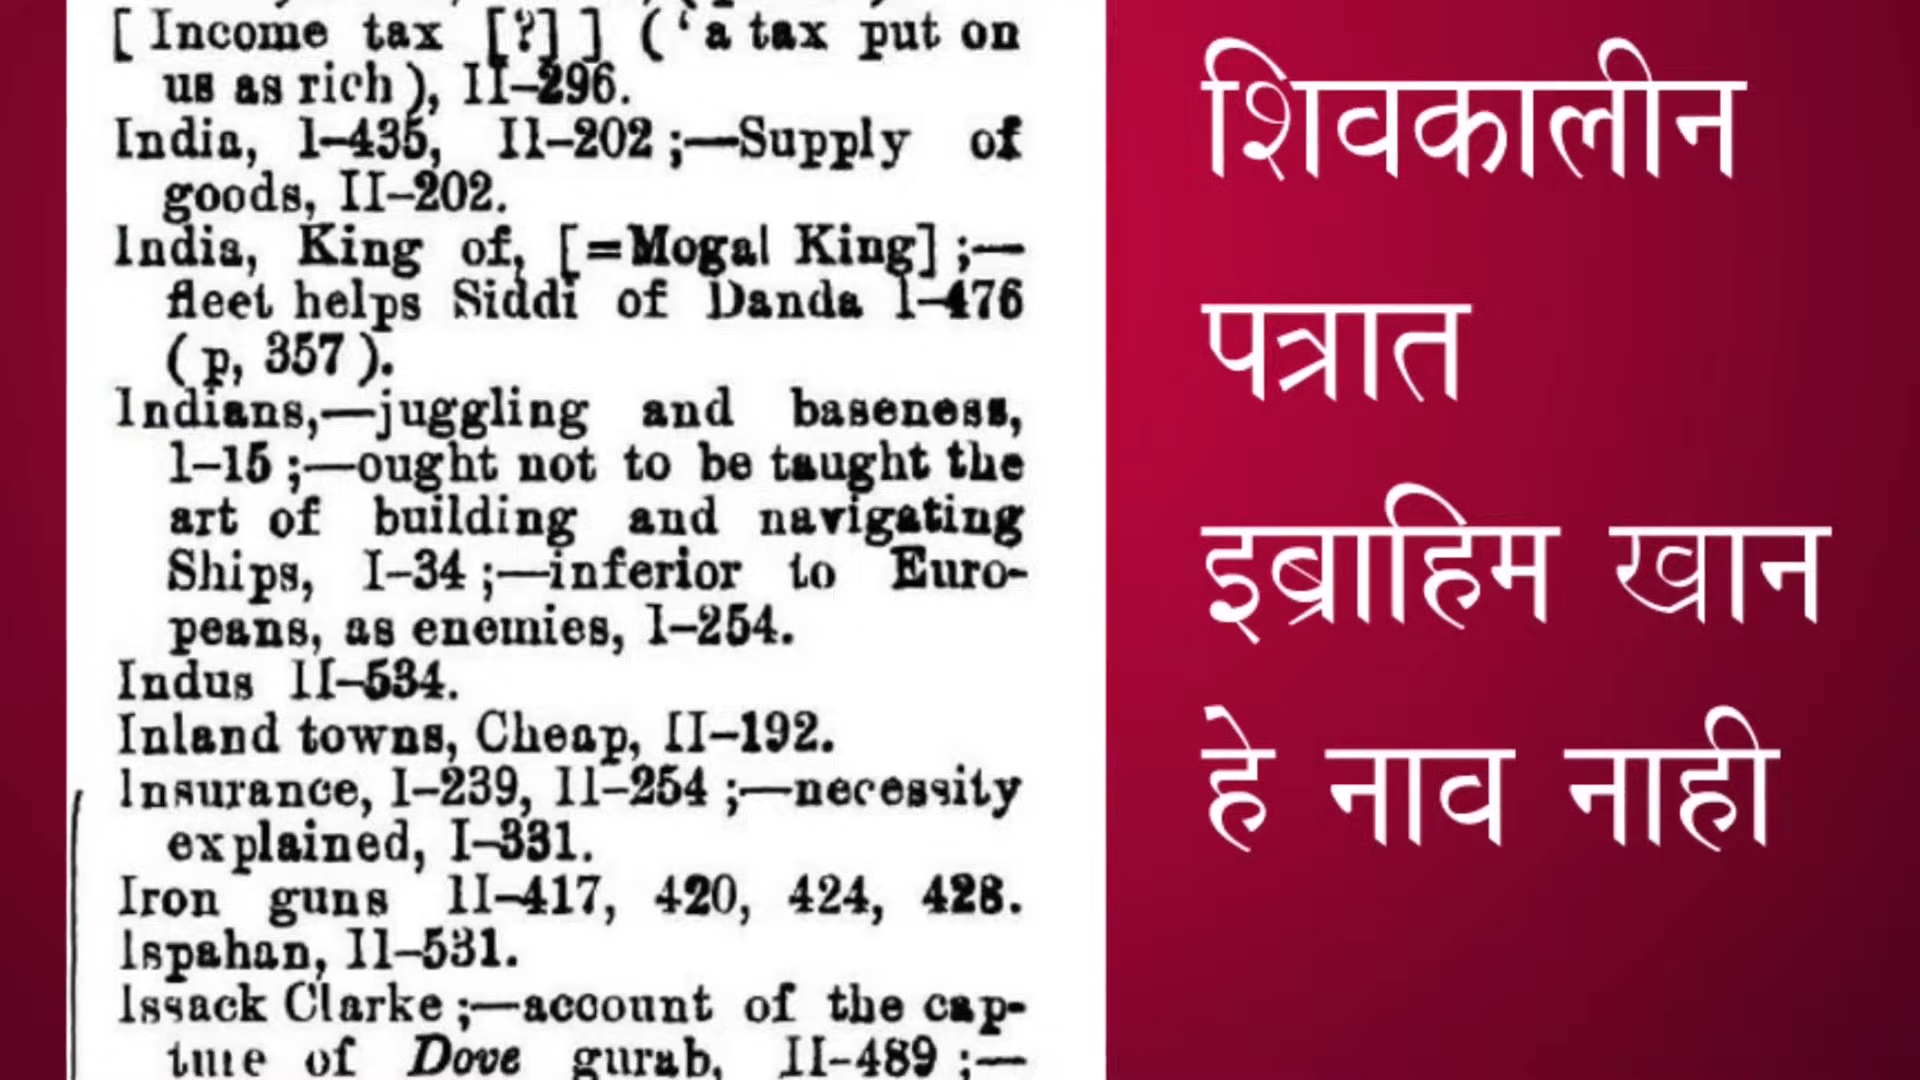 [ Income tax [?] ] ( ‘a tax put on
us as rich ), II–296.
India, I–435, II–202 ;—Supply of
goods, II–202.
India, King of, [=Mogal King] ;—
fleet helps Siddi of Danda I–476
( p, 357 ).
Indians,—juggling and baseness,
I–15 ;—ought not to be taught the
art of building and navigating
Ships, I–34 ;—inferior to Euro-
peans, as enemies, I–254.
Indus II–534.
Inland towns, Cheap, II–192.
Insurance, I–239, II–254 ;—necessity
explained, I–331.
Iron guns II–417, 420, 424, 428.
Ispahan, II–531.
Issack Clarke ;—account of the cap-
ture of Dove gurab, II–489 ;—
शिवकालीन
पत्रात
इब्राहिम खान
हे नाव नाही